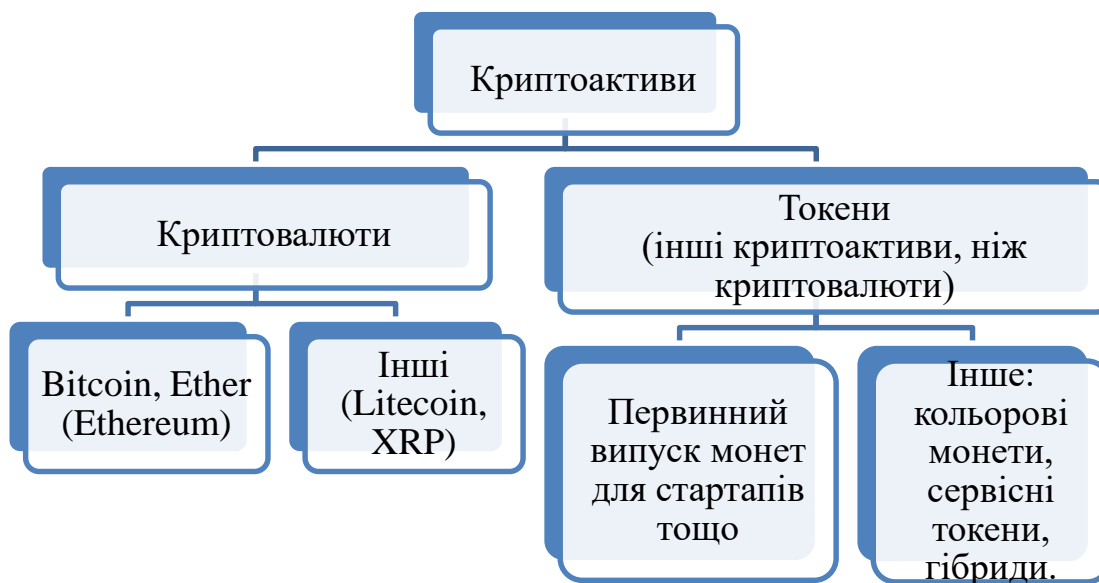 Криптоактиви
Криптовалюти
Токени
(інші криптоактиви, ніж
криптовалюти)
Bitcoin, Ether
(Ethereum)
Інші
(Litecoin,
XRP)
Первинний
випуск монет
для стартапів
тощо
Інше:
кольорові
монети,
сервісні
токени,
гібриди.